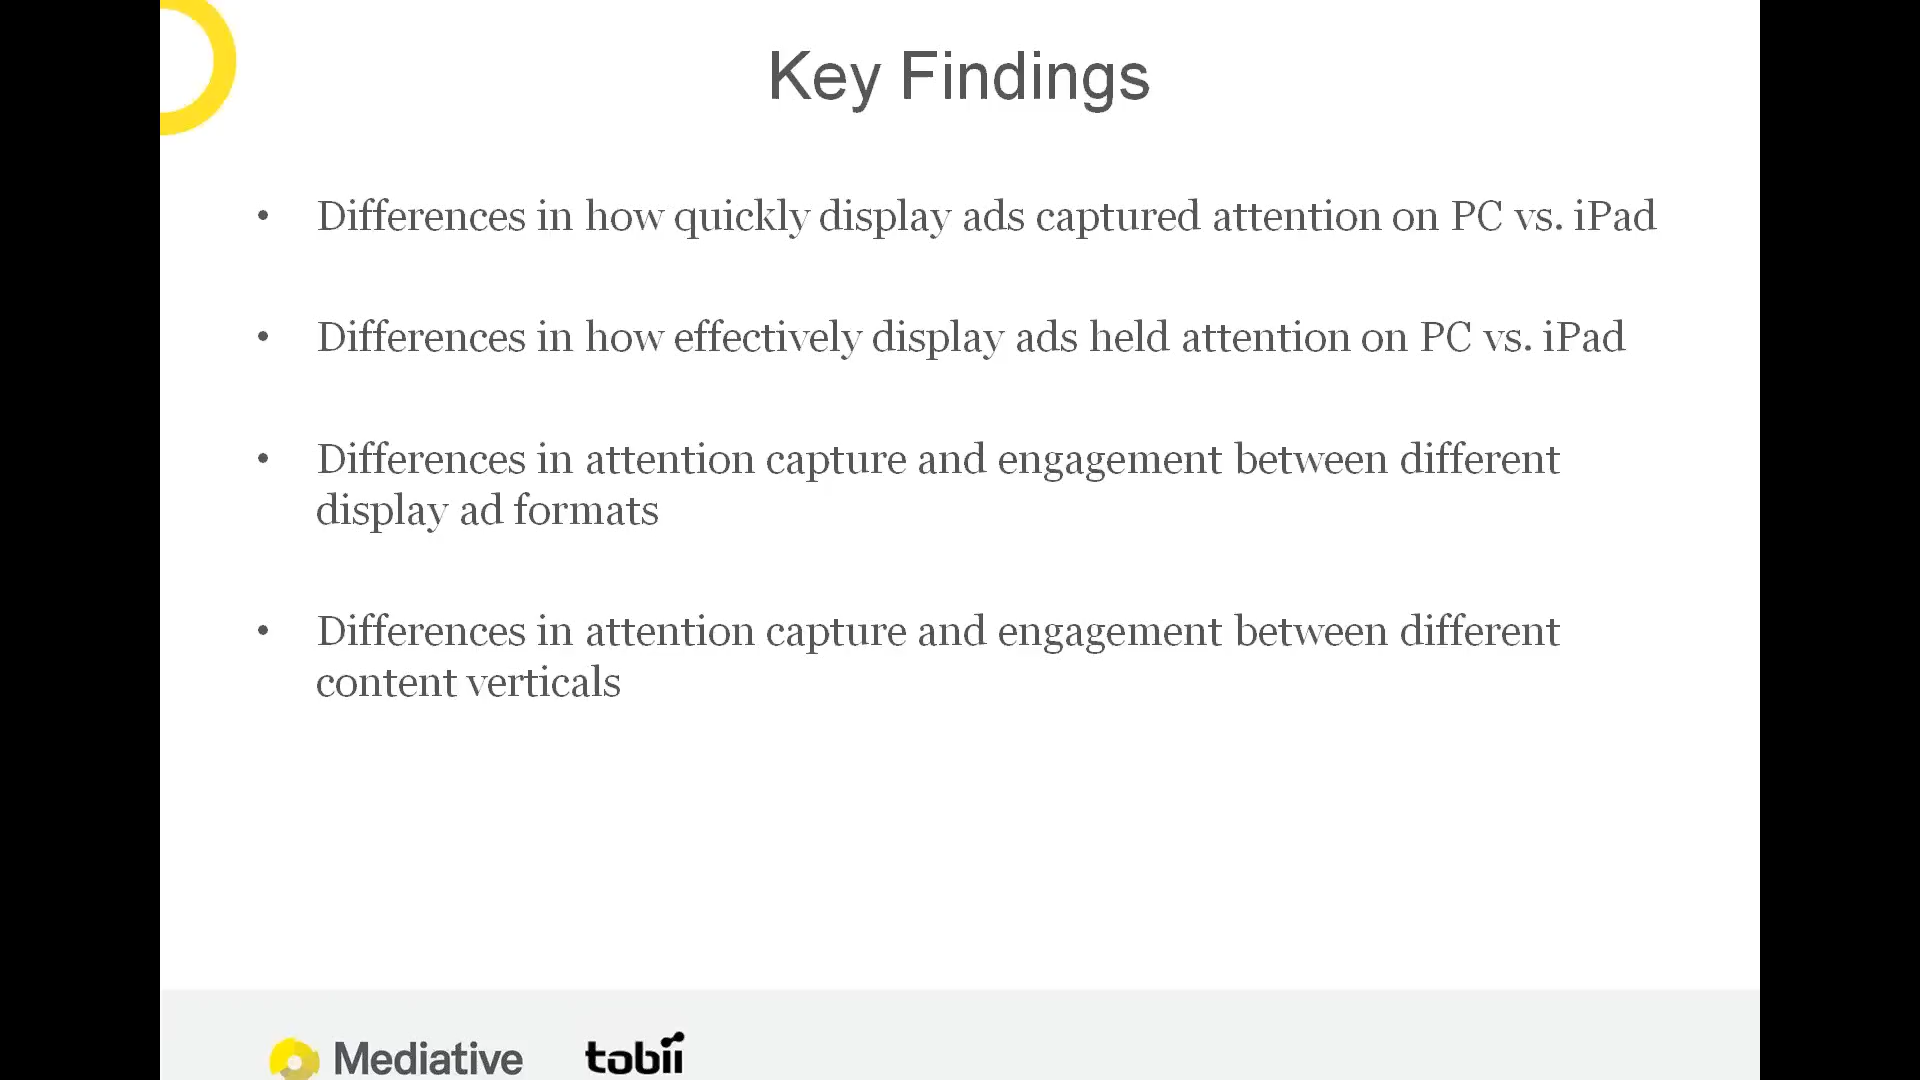 Key Findings
• Differences in how quickly display ads captured attention on PC vs. iPad
• Differences in how effectively display ads held attention on PC vs. iPad
• Differences in attention capture and engagement between different
display ad formats
• Differences in attention capture and engagement between different
content verticals
Mediative tobii